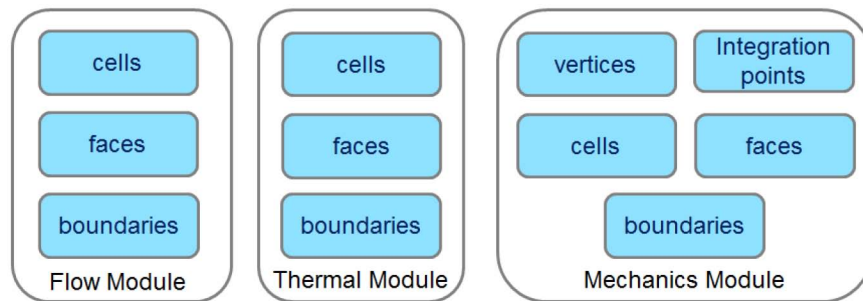 cells
faces
boundaries
Flow Module
cells
faces
boundaries
Thermal Module
vertices
Integration
points
cells
faces
boundaries
Mechanics Module